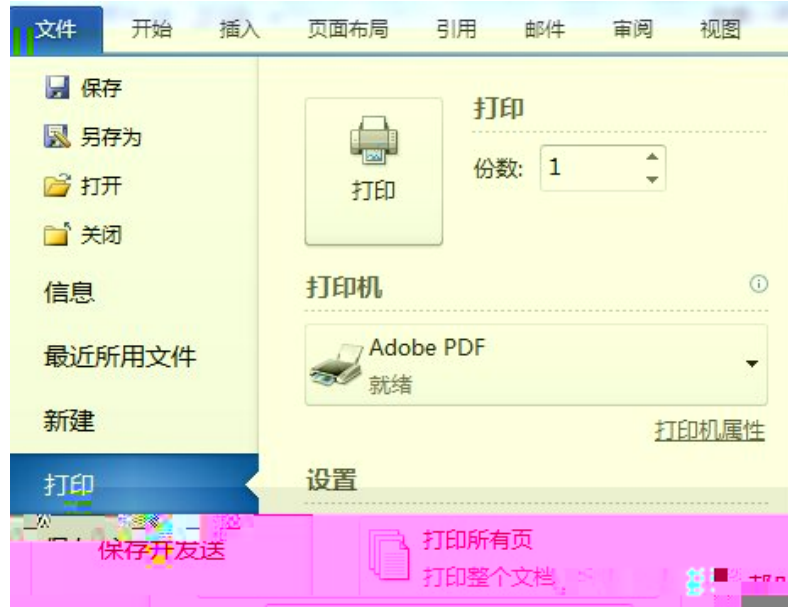 文件 开始 插入 页面布局 引用 邮件 审阅 视图
保存
另存为
打开
关闭
信息
最近所用文件
新建
打印
保存并发送
打印
打印
份数: 1
打印机
Adobe PDF
就绪
打印机属性
设置
打印所有页
打印整个文档